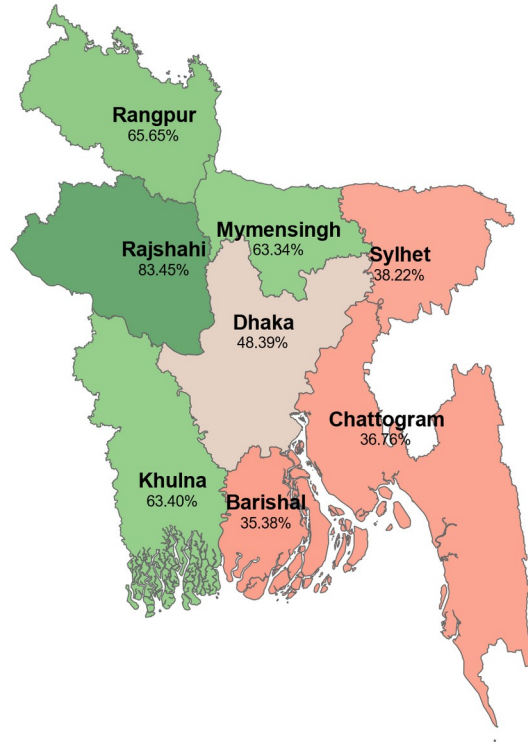 Rangpur
65.65%
Mymensingh
63.34%
Rajshahi
83.45%
Sylhet
38.22%
Dhaka
48.39%
Chattogram
36.76%
Khulna
63.40%
Barishal
35.38%